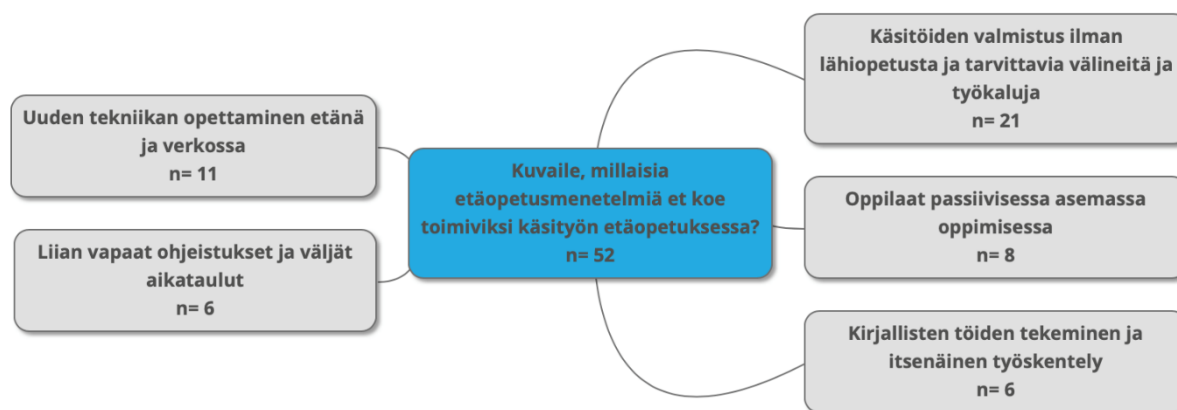 Kuvaile, millaisia
etäopetusmenetelmiä et koe
toimiviksi käsityön etäopetuksessa?
n= 52
Käsitöiden valmistus ilman
lähiopetusta ja tarvittavia välineitä ja
työkaluja
n= 21
Oppilaat passiivisessa asemassa
oppimisessa
n= 8
Kirjallisten töiden tekeminen ja
itsenäinen työskentely
n= 6
Uuden tekniikan opettaminen etänä
ja verkossa
n= 11
Liian vapaat ohjeistukset ja väljät
aikataulut
n= 6